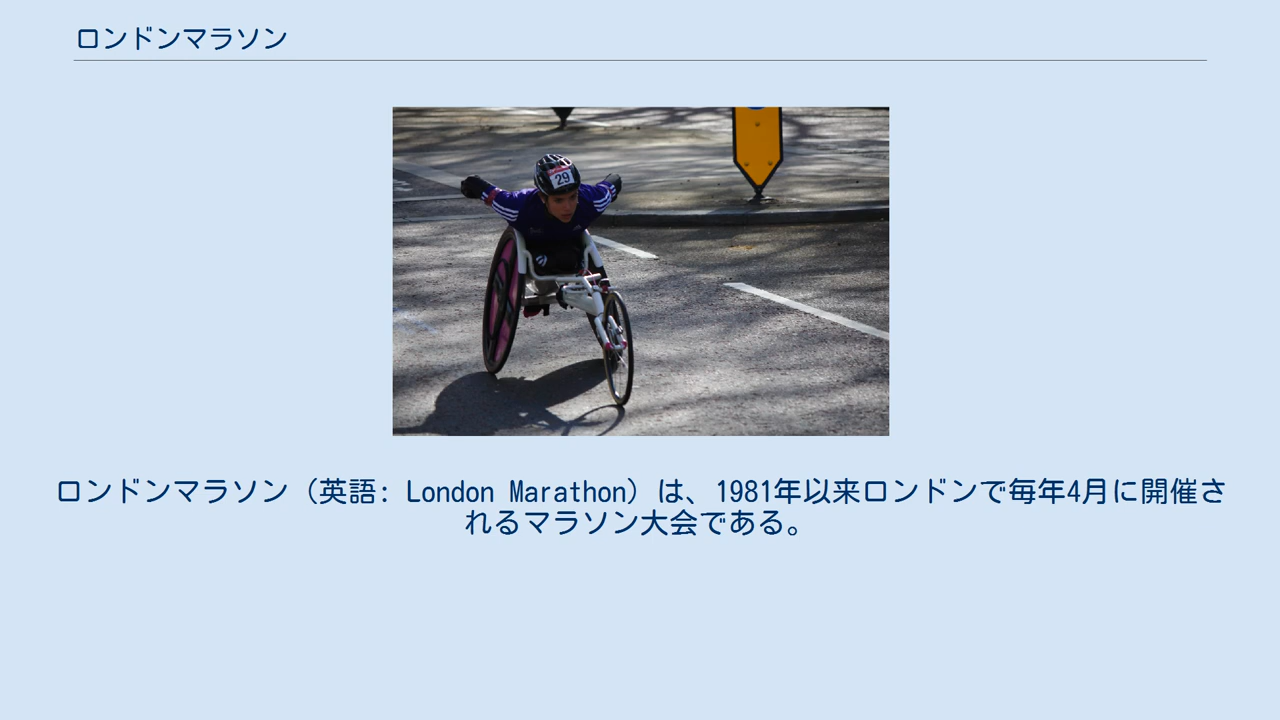 ロンドンマラソン
29
ロンドンマラソン（英語: London Marathon）は、1981年以来ロンドンで毎年4月に開催さ
れるマラソン大会である。